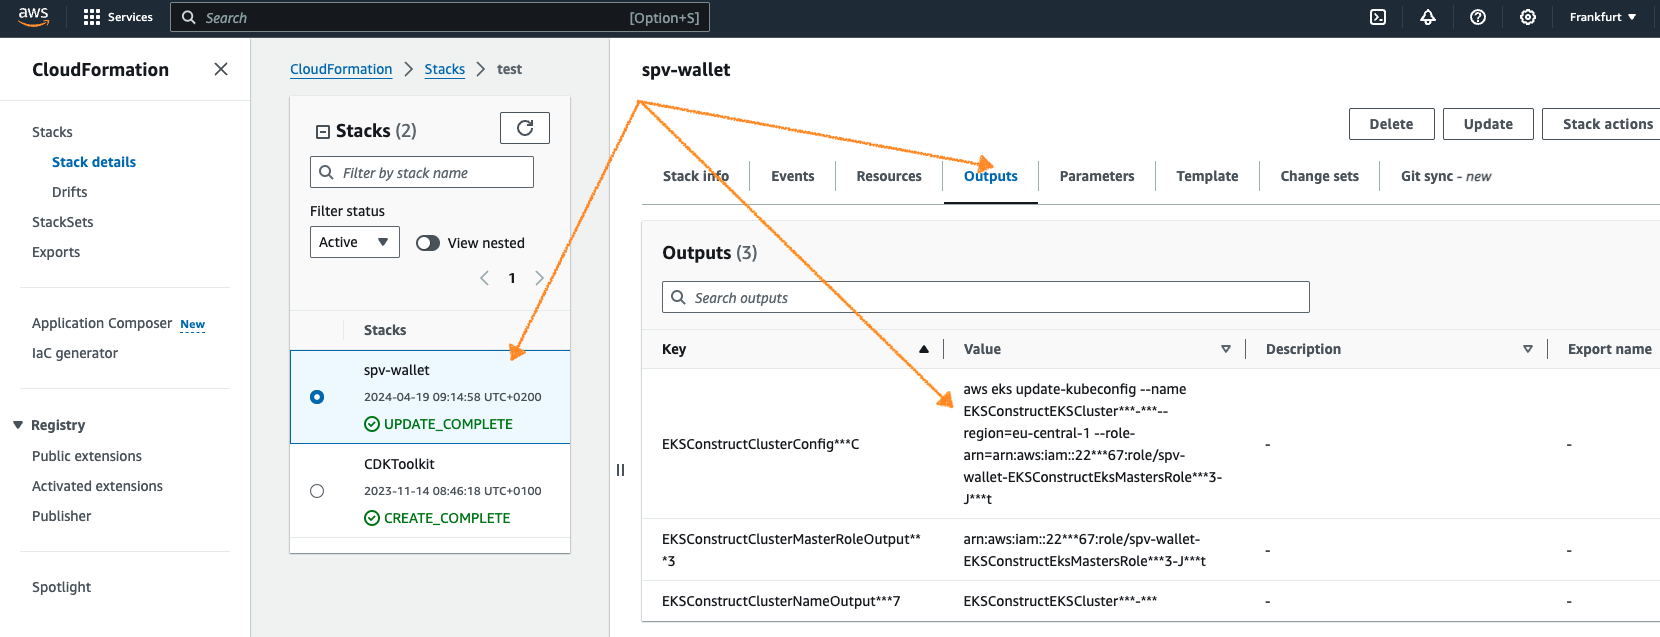 aws
Services
Search
[Option+S]
Frankfurt
CloudFormation
Stacks
Stack details
Drifts
StackSets
Exports
Application Composer New
IaC generator
Registry
Public extensions
Activated extensions
Publisher
Spotlight
CloudFormation
Stacks
test
Stacks (2)
Filter by stack name
Filter status
Active
View nested
1
Stacks
spv-wallet
2024-04-19 09:14:58 UTC+0200
UPDATE_COMPLETE
CDKToolkit
2023-11-14 08:46:18 UTC+0100
CREATE_COMPLETE
spv-wallet
Delete
Update
Stack actions
Stack info
Events
Resources
Outputs
Parameters
Template
Change sets
Git sync - new
Outputs (3)
Search outputs
Key
Value
Description
Export name
EKSConstructClusterConfig***C
aws eks update-kubeconfig --name
EKSConstructEKSCluster***-***--
region=eu-central-1 --role-
arn=arn:aws:iam::22***67:role/spv-
wallet-EKSConstructEksMastersRole***3-
J***t
-
-
EKSConstructClusterMasterRoleOutput**
*3
arn:aws:iam::22***67:role/spv-wallet-
EKSConstructEksMastersRole***3-J***t
-
-
EKSConstructClusterNameOutput***7
EKSConstructEKSCluster***-***
-
-